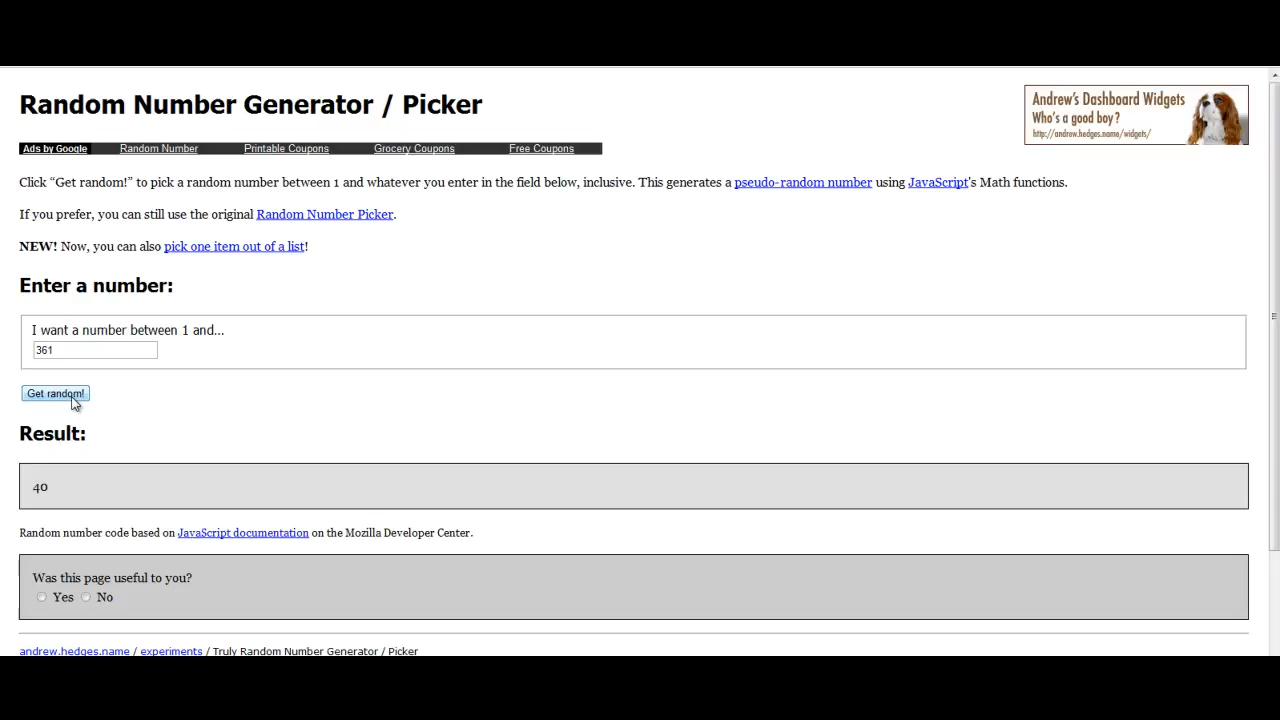 Random Number Generator / Picker
Andrew's Dashboard Widgets
Who's a good boy?
http://andrew.hedges.name/widgets/
Ads by Google Random Number Printable Coupons Grocery Coupons Free Coupons
Click “Get random!” to pick a random number between 1 and whatever you enter in the field below, inclusive. This generates a pseudo-random number using JavaScript's Math functions.
If you prefer, you can still use the original Random Number Picker.
NEW! Now, you can also pick one item out of a list!
Enter a number:
I want a number between 1 and...
361
Get random!
Result:
40
Random number code based on JavaScript documentation on the Mozilla Developer Center.
Was this page useful to you?
Yes No
andrew.hedges.name / experiments / Truly Random Number Generator / Picker